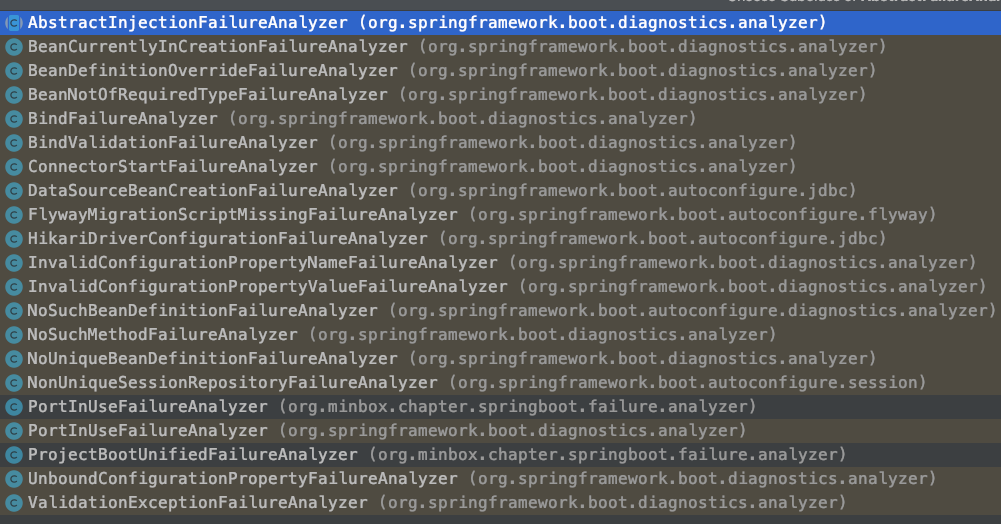 AbstractInjectionFailureAnalyzer (org.springframework.boot.diagnostics.analyzer)
BeanCurrentlyInCreationFailureAnalyzer (org.springframework.boot.diagnostics.analyzer)
BeanDefinitionOverrideFailureAnalyzer (org.springframework.boot.diagnostics.analyzer)
BeanNotOfRequiredTypeFailureAnalyzer (org.springframework.boot.diagnostics.analyzer)
BindFailureAnalyzer (org.springframework.boot.diagnostics.analyzer)
BindValidationFailureAnalyzer (org.springframework.boot.diagnostics.analyzer)
ConnectorStartFailureAnalyzer (org.springframework.boot.diagnostics.analyzer)
DataSourceBeanCreationFailureAnalyzer (org.springframework.boot.autoconfigure.jdbc)
FlywayMigrationScriptMissingFailureAnalyzer (org.springframework.boot.autoconfigure.flyway)
HikariDriverConfigurationFailureAnalyzer (org.springframework.boot.autoconfigure.jdbc)
InvalidConfigurationPropertyNameFailureAnalyzer (org.springframework.boot.diagnostics.analyzer)
InvalidConfigurationPropertyValueFailureAnalyzer (org.springframework.boot.diagnostics.analyzer)
NoSuchBeanDefinitionFailureAnalyzer (org.springframework.boot.autoconfigure.diagnostics.analyzer)
NoSuchMethodFailureAnalyzer (org.springframework.boot.diagnostics.analyzer)
NoUniqueBeanDefinitionFailureAnalyzer (org.springframework.boot.diagnostics.analyzer)
NonUniqueSessionRepositoryFailureAnalyzer (org.springframework.boot.autoconfigure.session)
PortInUseFailureAnalyzer (org.minbox.chapter.springboot.failure.analyzer)
PortInUseFailureAnalyzer (org.springframework.boot.diagnostics.analyzer)
ProjectBootUnifiedFailureAnalyzer (org.minbox.chapter.springboot.failure.analyzer)
UnboundConfigurationPropertyFailureAnalyzer (org.springframework.boot.diagnostics.analyzer)
ValidationExceptionFailureAnalyzer (org.springframework.boot.diagnostics.analyzer)